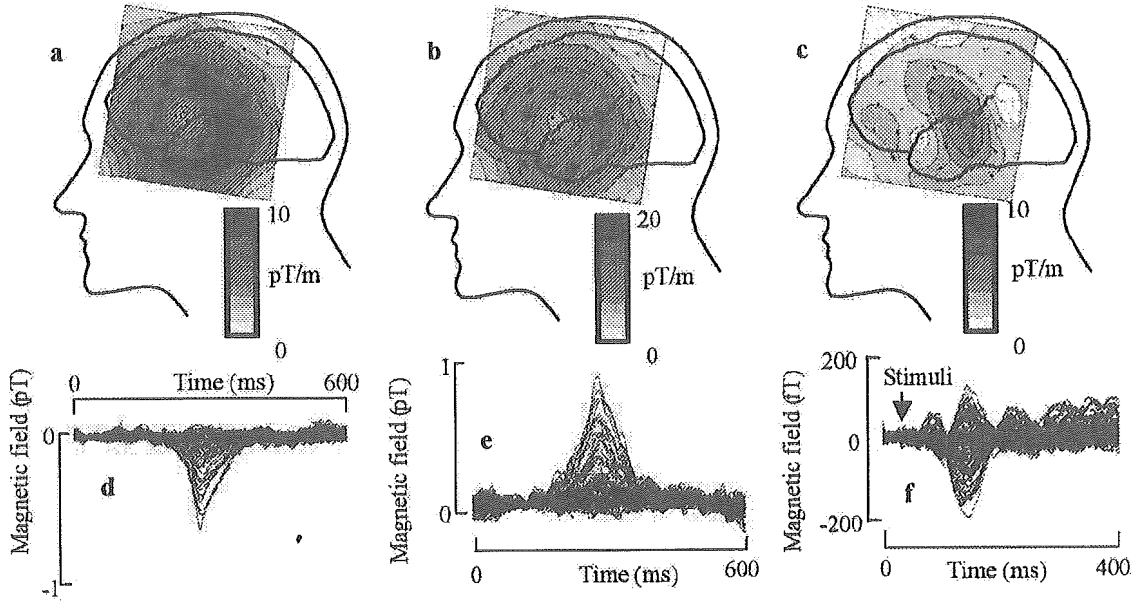 a
b
c
10
pT/m
0
20
pT/m
0
10
pT/m
0
0
Time (ms)
600
Magnetic field (pT)
0
-1
d
1
Magnetic field (pT)
0
e
0
Time (ms)
600
200
Stimuli
Magnetic field (fT)
0
-200
f
0
Time (ms)
400